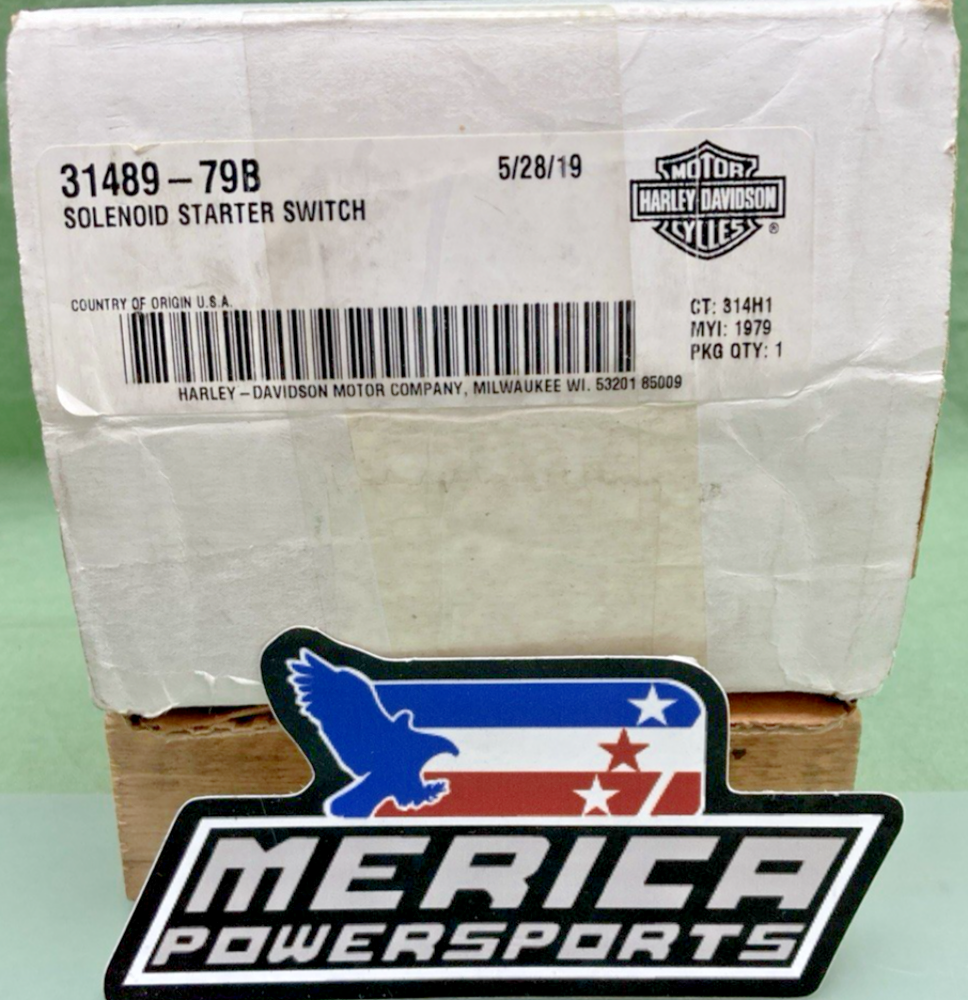 31489-79B
5/28/19
SOLENOID STARTER SWITCH
MOTOR
HARLEY-DAVIDSON
CYCLES
®
COUNTRY OF ORIGIN U.S.A.
CT: 314H1
MYI: 1979
PKG QTY: 1
HARLEY-DAVIDSON MOTOR COMPANY, MILWAUKEE WI. 53201 85009
MERICA
POWERSPORTS